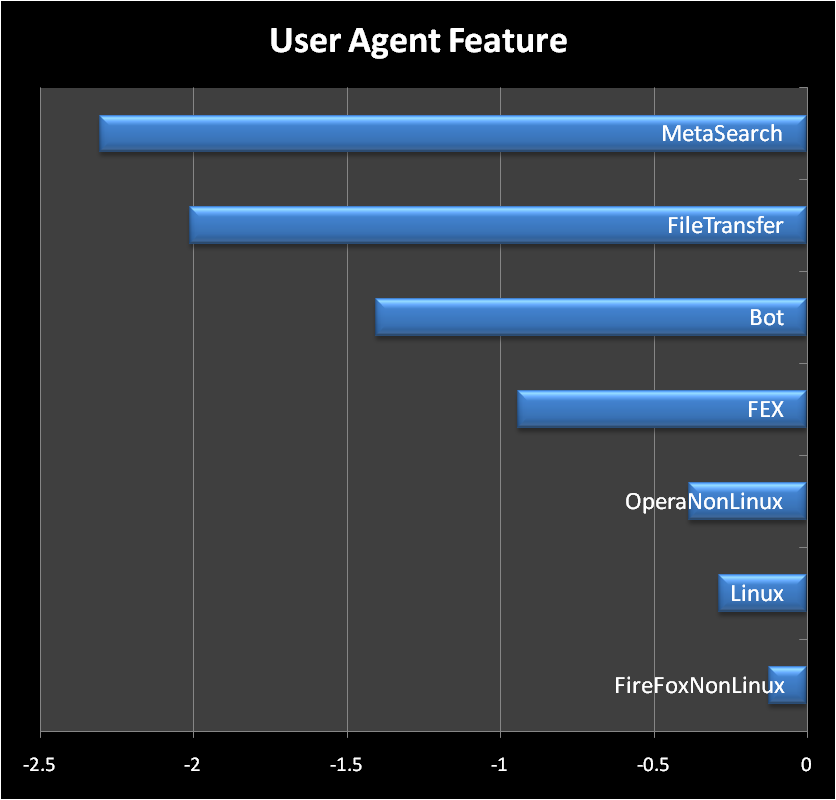 User Agent Feature
MetaSearch
FileTransfer
Bot
FEX
OperaNonLinux
Linux
FireFoxNonLinux
-2.5 -2 -1.5 -1 -0.5 0